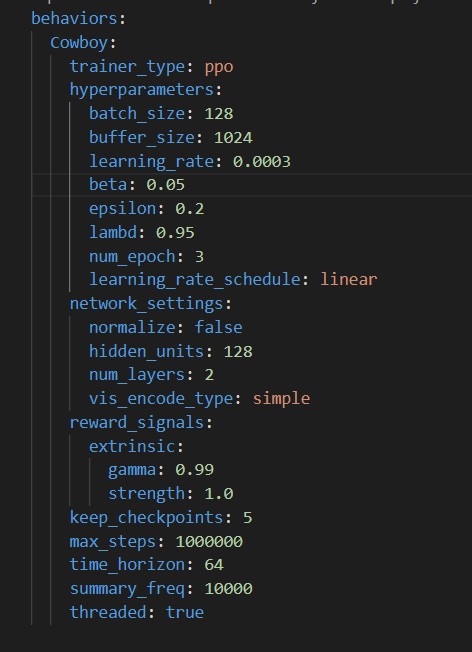 behaviors:
Cowboy:
trainer_type: ppo
hyperparameters:
batch_size: 128
buffer_size: 1024
learning_rate: 0.0003
beta: 0.05
epsilon: 0.2
lambd: 0.95
num_epoch: 3
learning_rate_schedule: linear
network_settings:
normalize: false
hidden_units: 128
num_layers: 2
vis_encode_type: simple
reward_signals:
extrinsic:
gamma: 0.99
strength: 1.0
keep_checkpoints: 5
max_steps: 1000000
time_horizon: 64
summary_freq: 10000
threaded: true